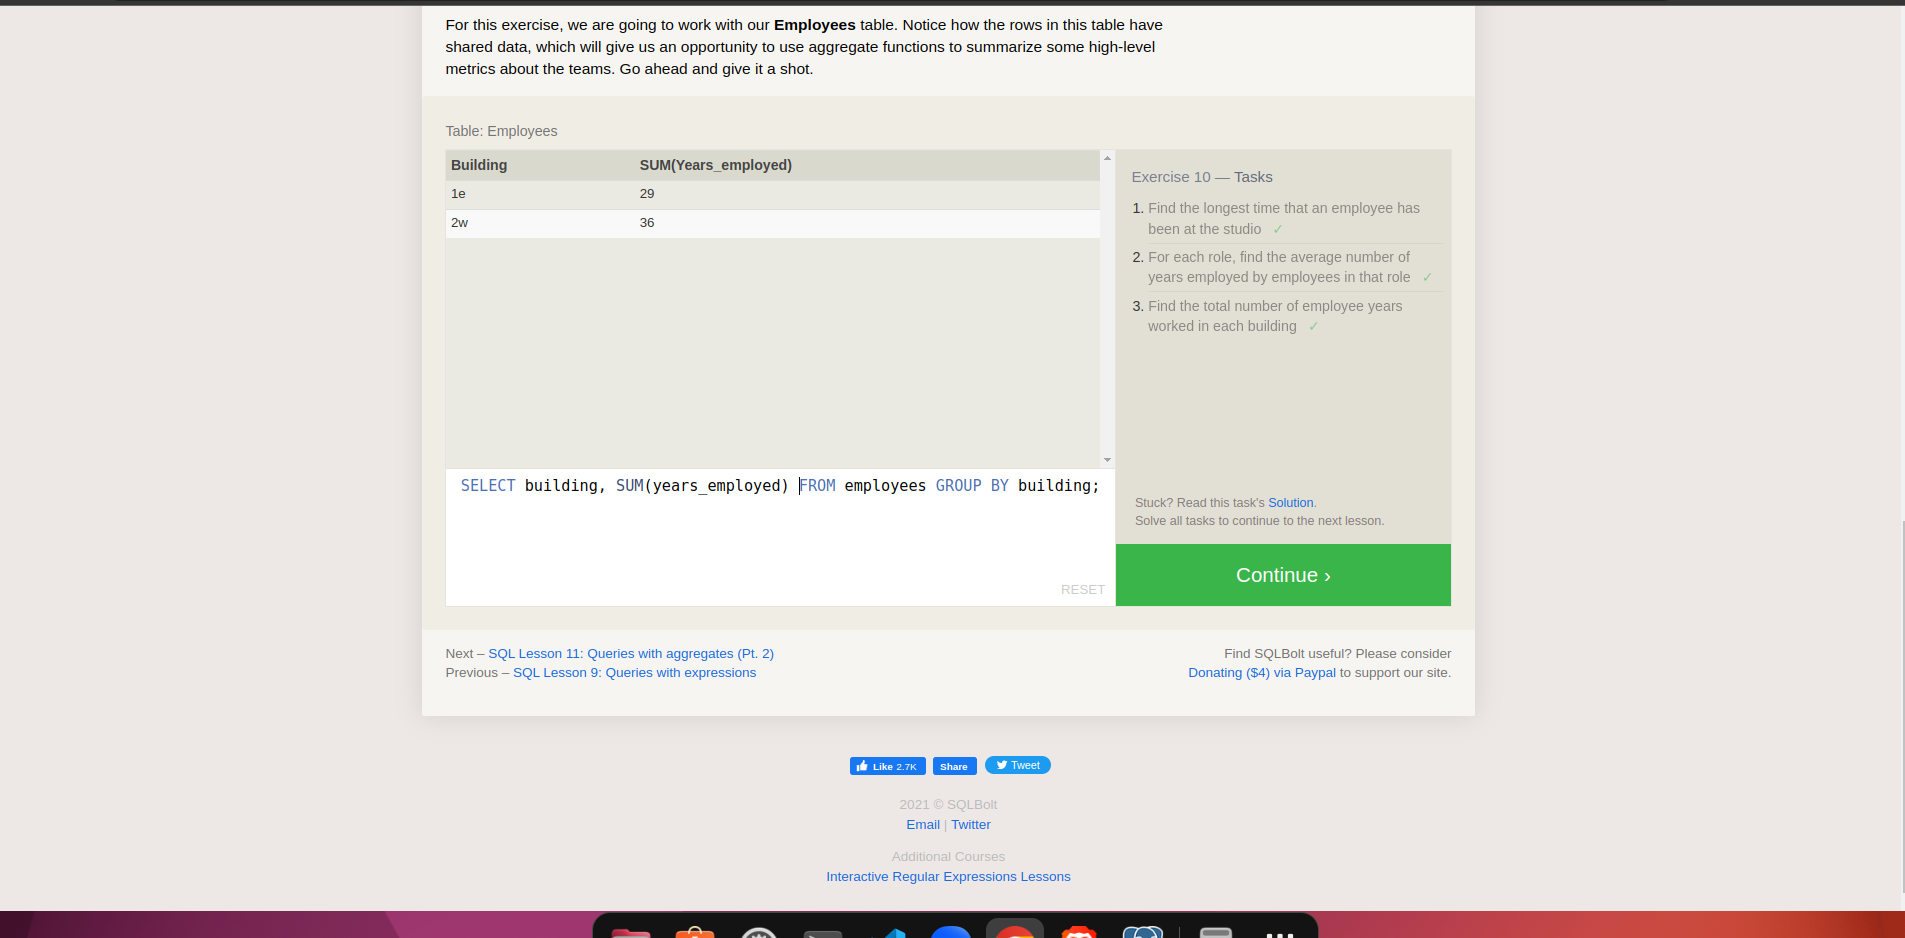 For this exercise, we are going to work with our Employees table. Notice how the rows in this table have
shared data, which will give us an opportunity to use aggregate functions to summarize some high-level
metrics about the teams. Go ahead and give it a shot.
Table: Employees
Building SUM(Years_employed)
1e 29
2w 36
SELECT building, SUM(years_employed) FROM employees GROUP BY building;
RESET
Exercise 10 — Tasks
1. Find the longest time that an employee has
been at the studio ✓
2. For each role, find the average number of
years employed by employees in that role ✓
3. Find the total number of employee years
worked in each building ✓
Stuck? Read this task's Solution.
Solve all tasks to continue to the next lesson.
Continue ›
Next – SQL Lesson 11: Queries with aggregates (Pt. 2)
Previous – SQL Lesson 9: Queries with expressions
Find SQLBolt useful? Please consider
Donating ($4) via Paypal to support our site.
Like 2.7K Share Tweet
2021 © SQLBolt
Email | Twitter
Additional Courses
Interactive Regular Expressions Lessons